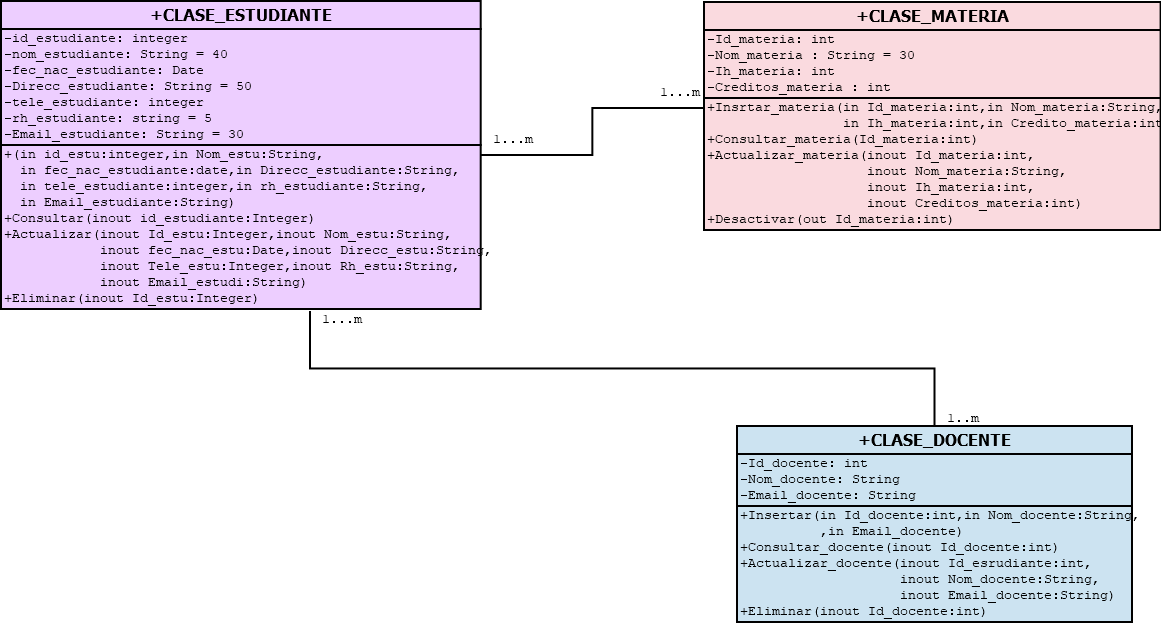 +CLASE_ESTUDIANTE
-id_estudiante: integer
-nom_estudiante: String = 40
-fec_nac_estudiante: Date
-Direcc_estudiante: String = 50
-tele_estudiante: integer
-rh_estudiante: string = 5
-Email_estudiante: String = 30
+(in id_estu:integer,in Nom_estu:String,
in fec_nac_estudiante:date,in Direcc_estudiante:String,
in tele_estudiante:integer,in rh_estudiante:String,
in Email_estudiante:String)
+Consultar(inout id_estudiante:Integer)
+Actualizar(inout Id_estu:Integer,inout Nom_estu:String,
inout fec_nac_estu:Date,inout Direcc_estu:String,
inout Tele_estu:Integer,inout Rh_estu:String,
inout Email_estudi:String)
+Eliminar(inout Id_estu:Integer)
1...m
1...m
+CLASE_MATERIA
-Id_materia: int
-Nom_materia : String = 30
-Ih_materia: int
-Creditos_materia : int
+Insrtar_materia(in Id_materia:int,in Nom_materia:String,
in Ih_materia:int,in Credito_materia:int
+Consultar_materia(Id_materia:int)
+Actualizar_materia(inout Id_materia:int,
inout Nom_materia:String,
inout Ih_materia:int,
inout Creditos_materia:int)
+Desactivar(out Id_materia:int)
1...m
1..m
+CLASE_DOCENTE
-Id_docente: int
-Nom_docente: String
-Email_docente: String
+Insertar(in Id_docente:int,in Nom_docente:String,
,in Email_docente)
+Consultar_docente(inout Id_docente:int)
+Actualizar_docente(inout Id_esrudiante:int,
inout Nom_docente:String,
inout Email_docente:String)
+Eliminar(inout Id_docente:int)